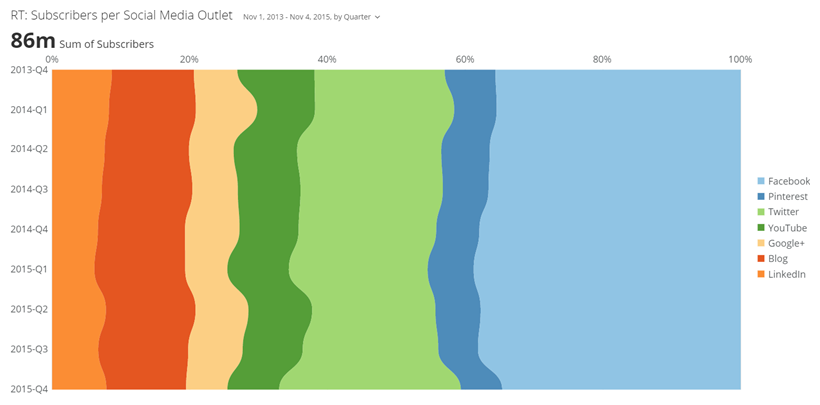 RT: Subscribers per Social Media Outlet Nov 1, 2013 - Nov 4, 2015, by Quarter
86m Sum of Subscribers
0% 20% 40% 60% 80% 100%
2013-Q4
2014-Q1
2014-Q2
2014-Q3
2014-Q4
2015-Q1
2015-Q2
2015-Q3
2015-Q4
Facebook
Pinterest
Twitter
YouTube
Google+
Blog
LinkedIn